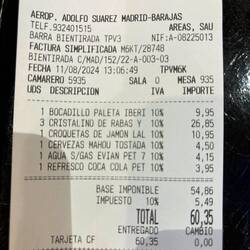 AEROP. ADOLFO SUAREZ MADRID-BARAJAS
TELF.932401515 AREAS, SAU
BARRA BIENTIRADA TPV3 NIF:A-08225013
FACTURA SIMPLIFICADA M6KT/28748
BIENTIRADA C/MAD/152/22-A-003-03
FECHA 11/08/2024 13:06:49 TPVM6K
CAMARERO 5935 SALA 0 MESA 935
UDS DESCRIPCION IVA IMPORTE
1 BOCADILLO PALETA IBERI 10% 9,95
3 CRISTALINO DE RABAS Y 10% 26,85
1 CROQUETAS DE JAMON LAL 10% 10,95
1 CERVEZAS MAHOU TOSTADA 10% 4,50
1 AGUA S/GAS EVIAN PET 7 10% 3,95
1 REFRESCO COCA COLA PET 10% 4,15
BASE IMPONIBLE 54,86
IMPUESTO 10% 5,49
TOTAL 60,35
ENTREGADO CAMBIO
TARJETA CF 60,35 0,00